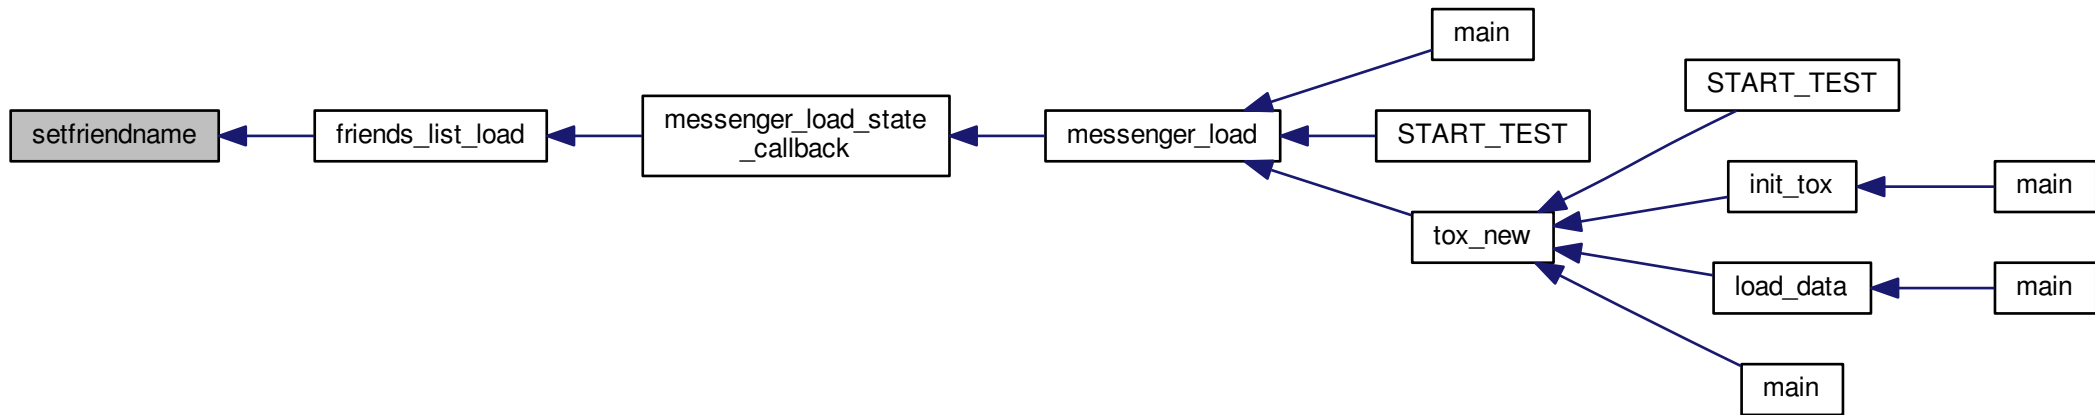 setfriendname
friends_list_load
messenger_load_state
_callback
messenger_load
main
START_TEST
tox_new
START_TEST
init_tox
main
load_data
main
main